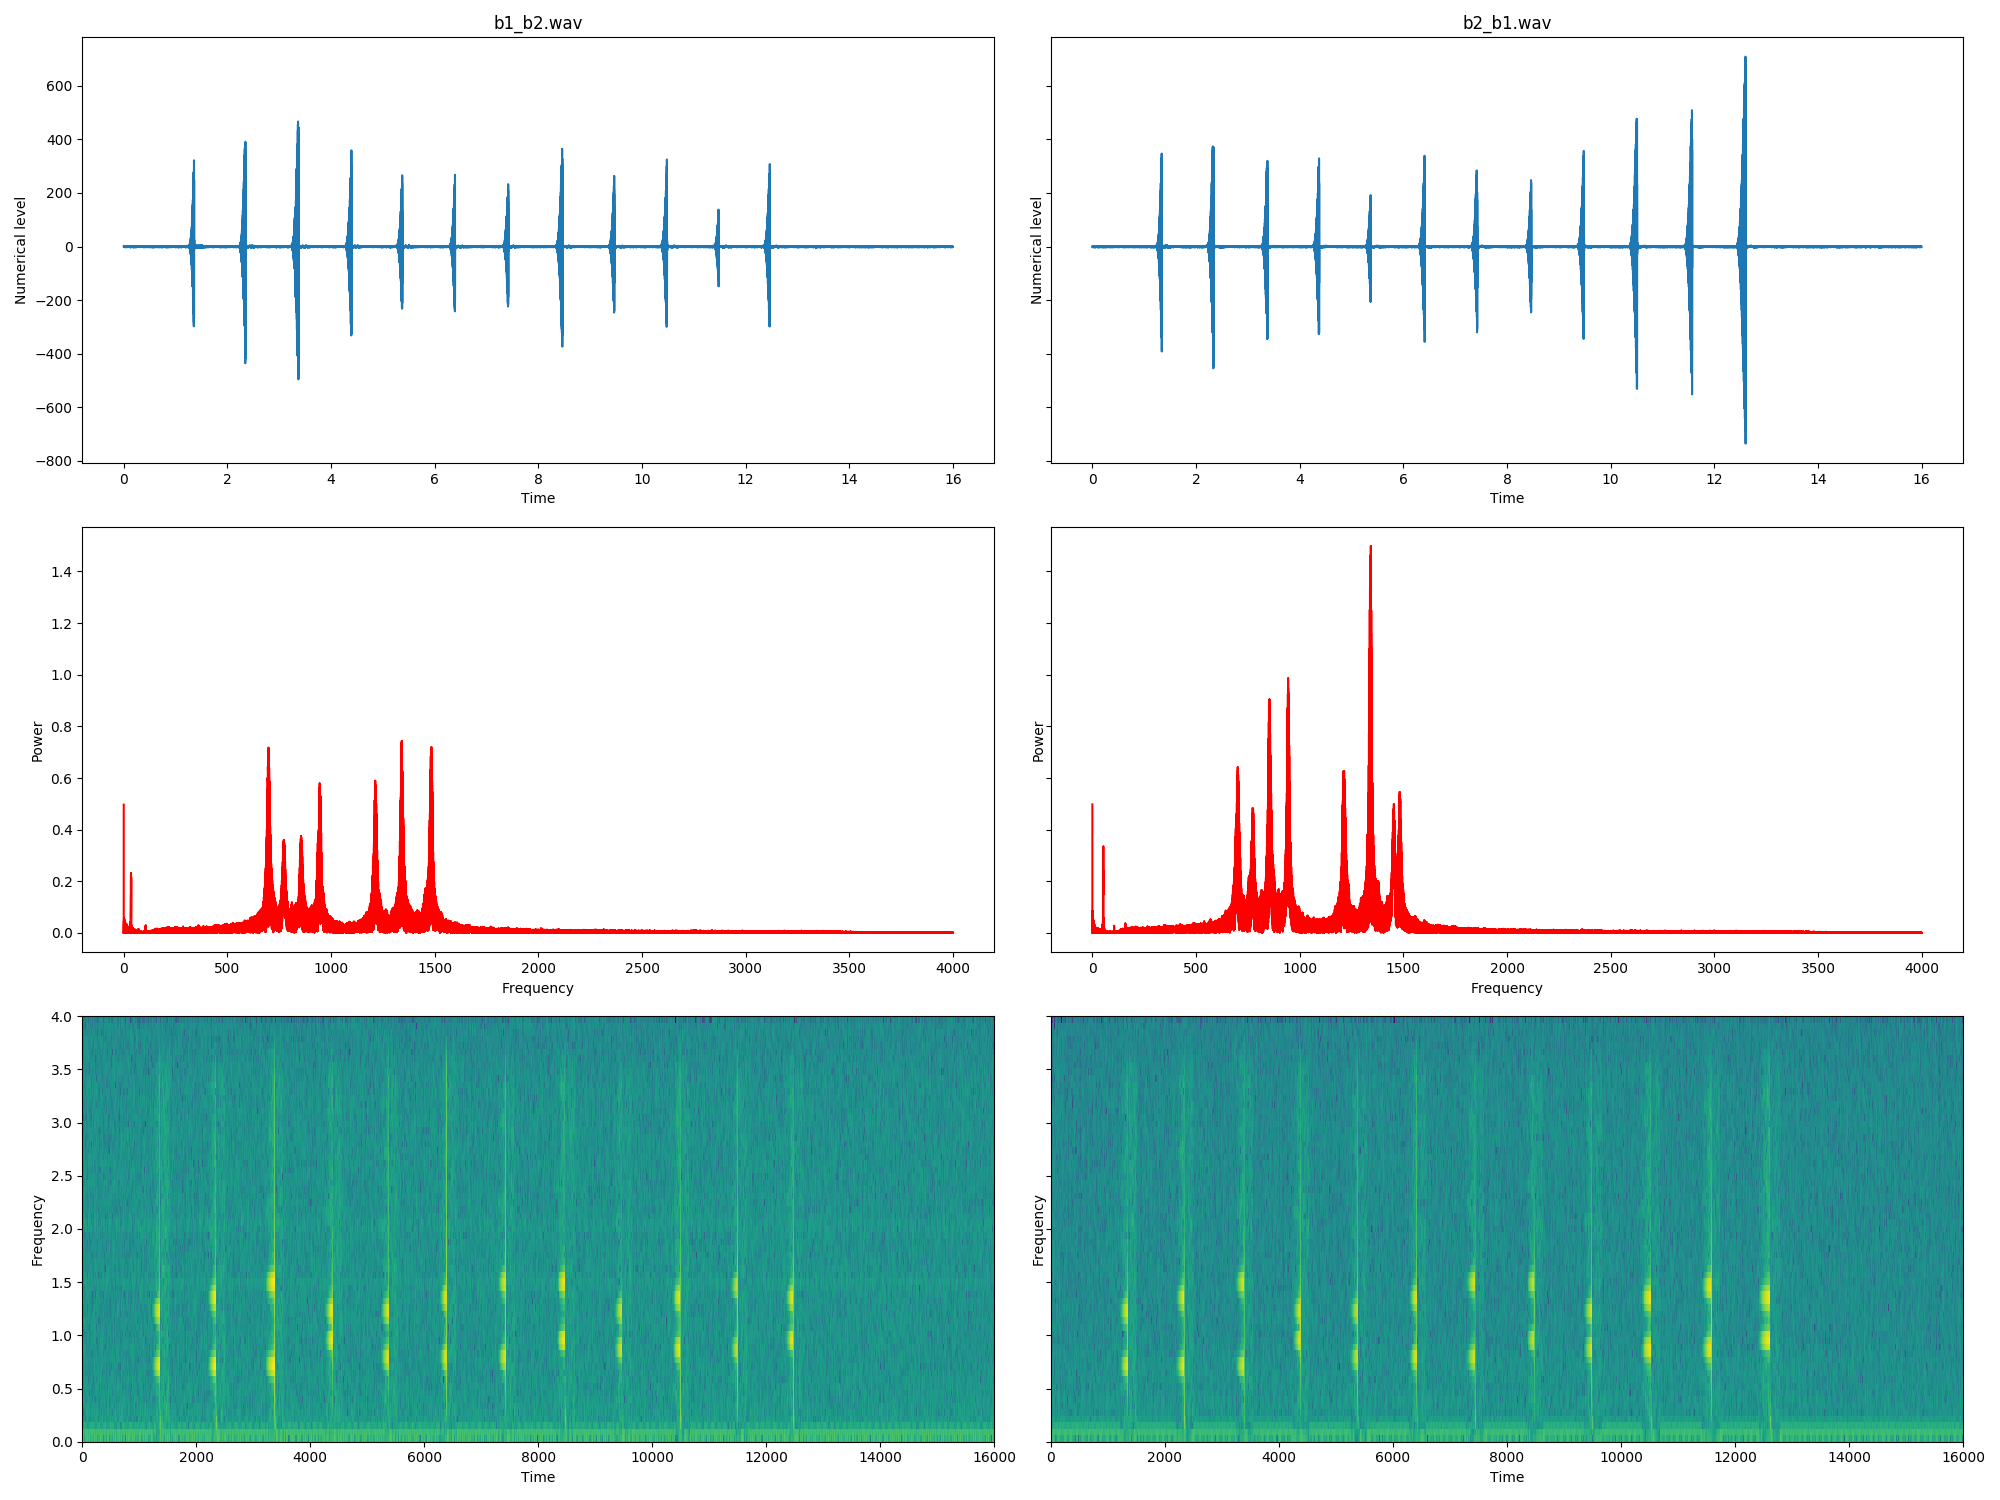 b1_b2.wav
b2_b1.wav
600
400
200
0
−200
−400
−600
−800
Numerical level
Numerical level
0 2 4 6 8 10 12 14 16
0 2 4 6 8 10 12 14 16
Time
Time
1.4
1.2
1.0
0.8
0.6
0.4
0.2
0.0
Power
Power
0 500 1000 1500 2000 2500 3000 3500 4000
0 500 1000 1500 2000 2500 3000 3500 4000
Frequency
Frequency
4.0
3.5
3.0
2.5
2.0
1.5
1.0
0.5
0.0
Frequency
Frequency
0 2000 4000 6000 8000 10000 12000 14000 16000
0 2000 4000 6000 8000 10000 12000 14000 16000
Time
Time